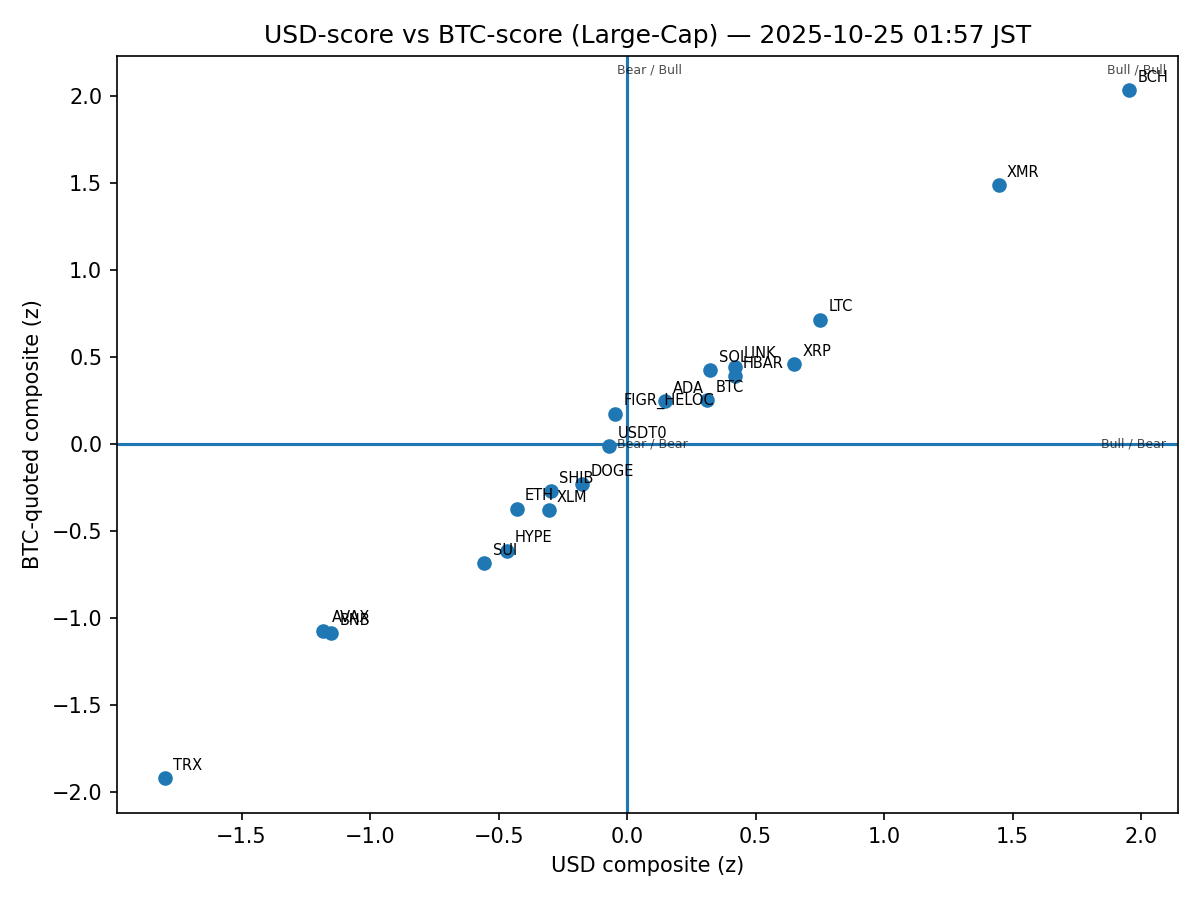 USD-score vs BTC-score (Large-Cap) — 2025-10-25 01:57 JST
Bear / Bull
Bull / Bull
BCH
XMR
LTC
XRP
LINK
SOL
HBAR
ADA
BTC
FIGR_HELOC
USDT0
Bear / Bear
Bull / Bear
DOGE
SHIB
ETH
XLM
HYPE
SUI
AVAX
BNB
TRX
2.0
1.5
1.0
0.5
0.0
−0.5
−1.0
−1.5
−2.0
BTC-quoted composite (z)
−1.5
−1.0
−0.5
0.0
0.5
1.0
1.5
2.0
USD composite (z)